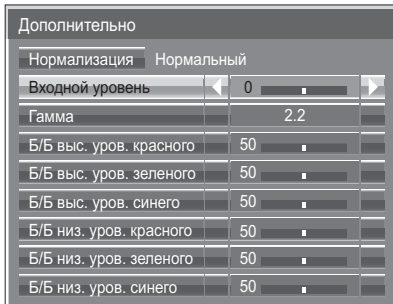 Дополнительно
Нормализация Нормальный
Входной уровень 0
Гамма 2.2
Б/Б выс. уров. красного 50
Б/Б выс. уров. зеленого 50
Б/Б выс. уров. синего 50
Б/Б низ. уров. красного 50
Б/Б низ. уров. зеленого 50
Б/Б низ. уров. синего 50